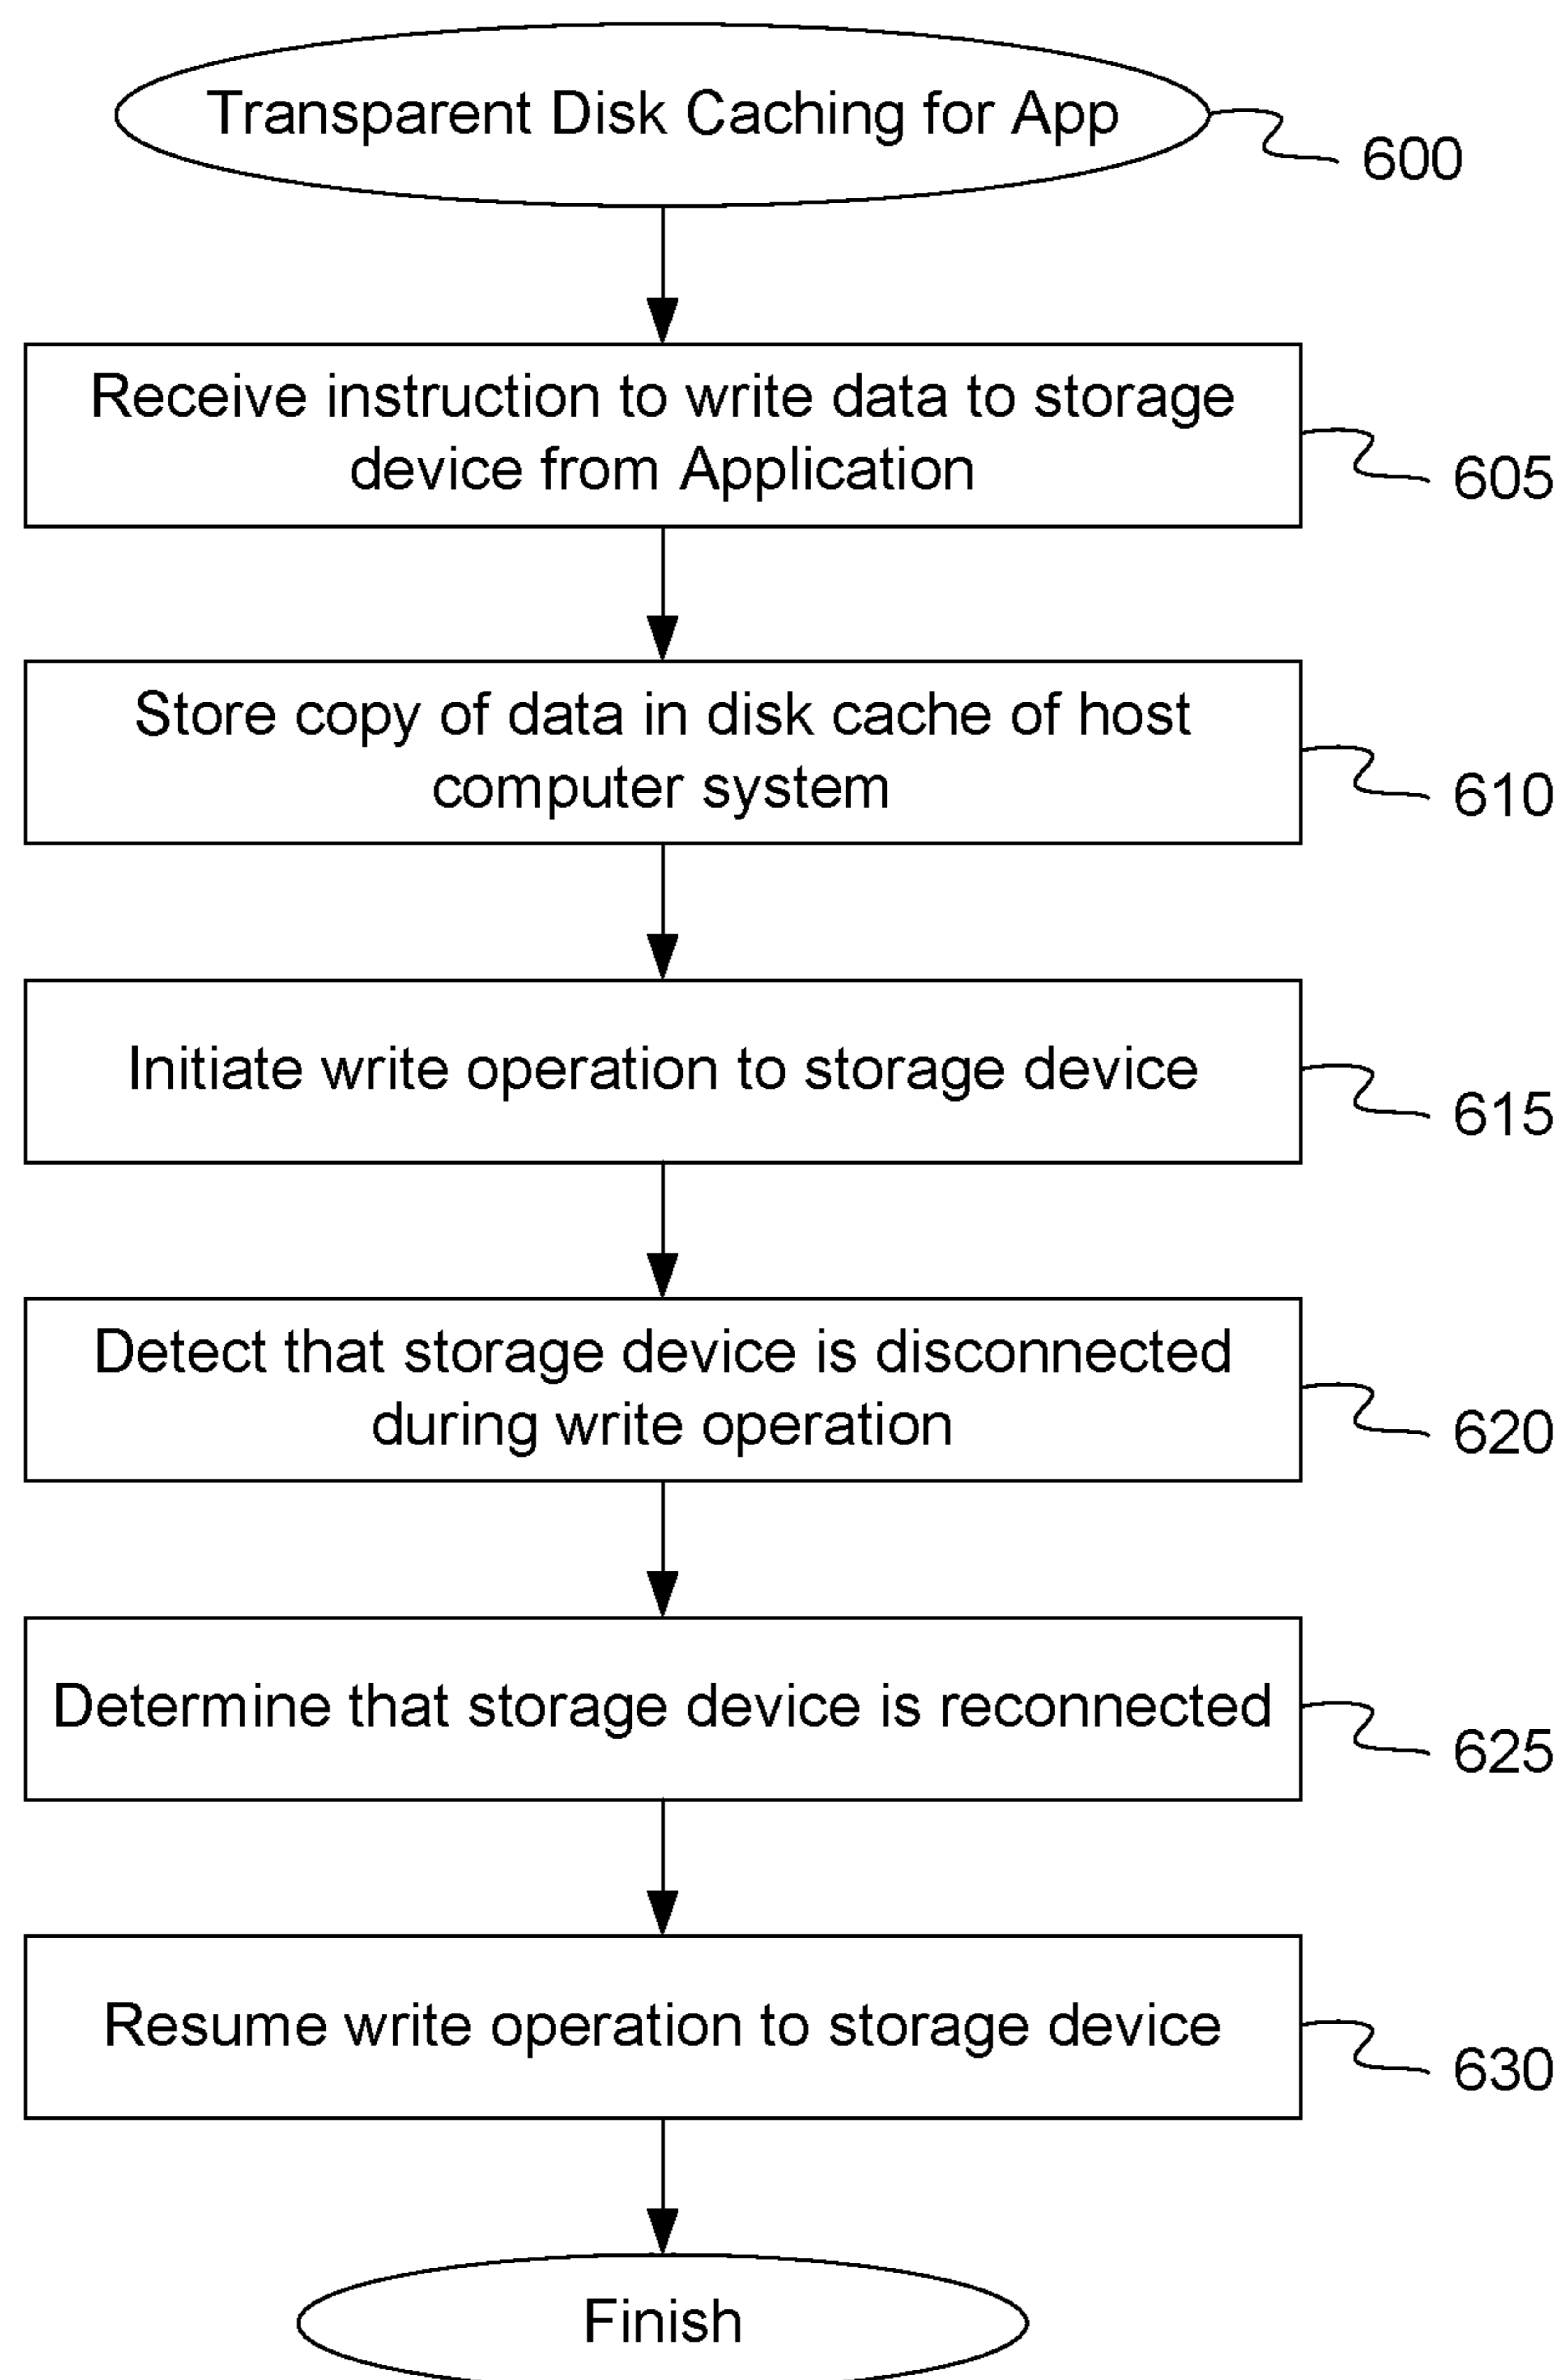 Transparent Disk Caching for App
600
Receive instruction to write data to storage
device from Application
605
Store copy of data in disk cache of host
computer system
610
Initiate write operation to storage device
615
Detect that storage device is disconnected
during write operation
620
Determine that storage device is reconnected
625
Resume write operation to storage device
630
Finish